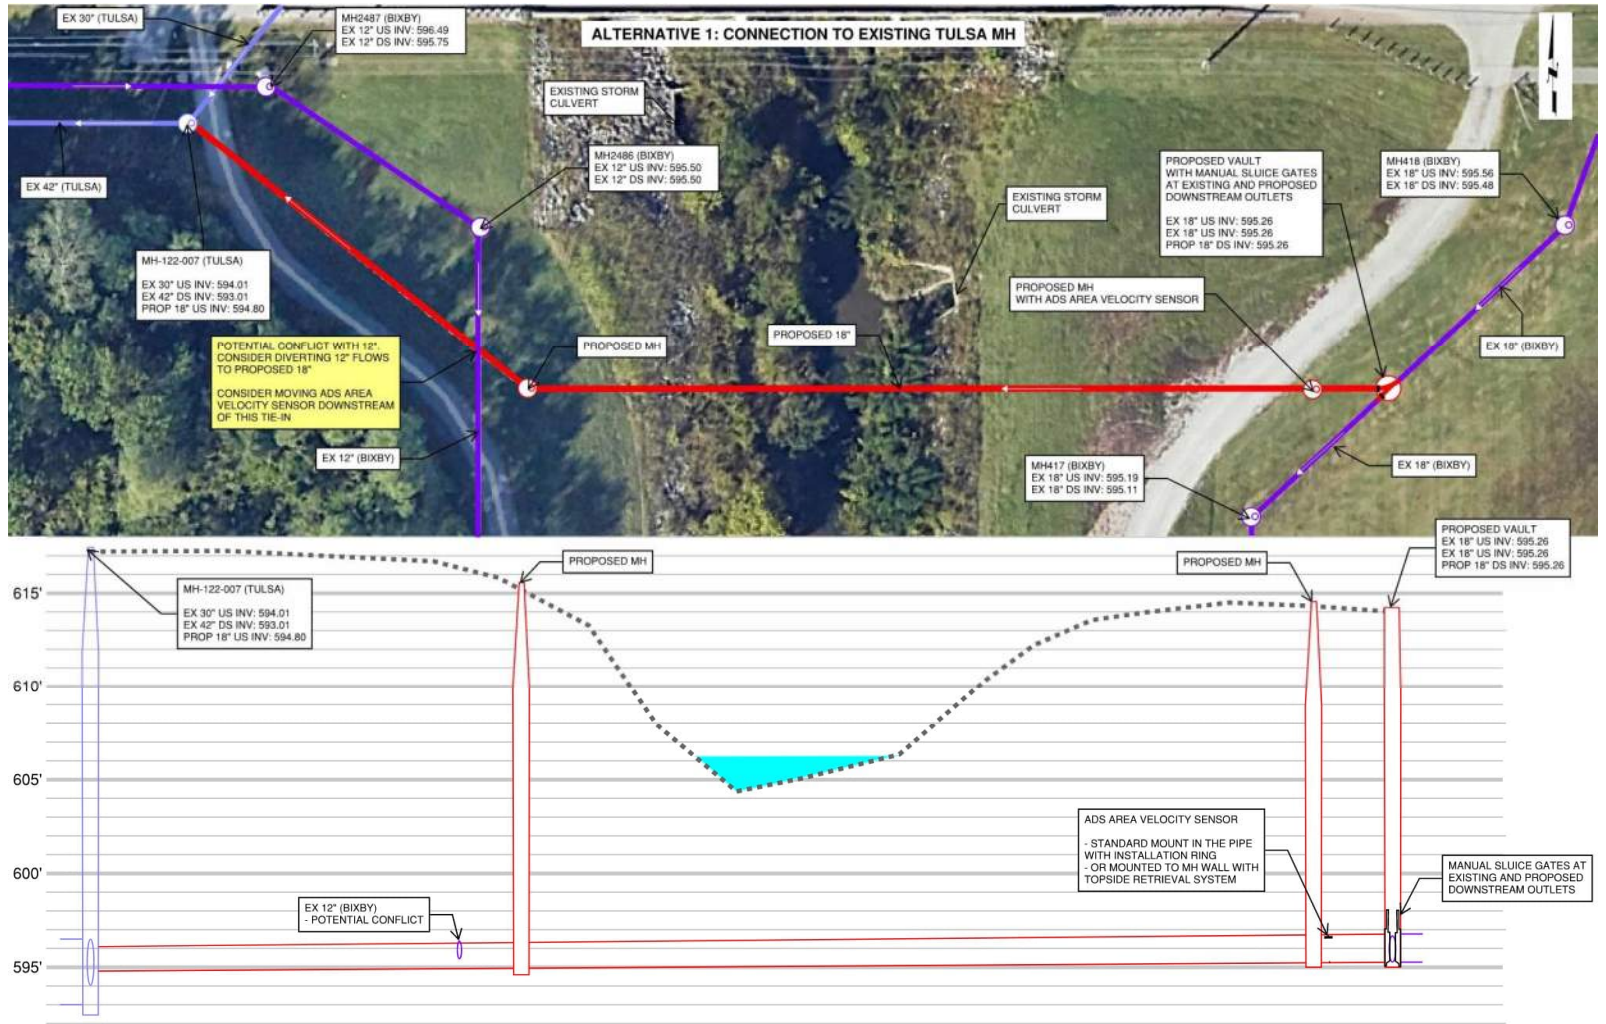 EX 30" (TULSA)
MH2487 (BIXBY)
EX 12" US INV: 596.49
EX 12" DS INV: 595.75
ALTERNATIVE 1: CONNECTION TO EXISTING TULSA MH
EXISTING STORM
CULVERT
MH2486 (BIXBY)
EX 12" US INV: 595.50
EX 12" DS INV: 595.50
PROPOSED VAULT
WITH MANUAL SLUICE GATES
AT EXISTING AND PROPOSED
DOWNSTREAM OUTLETS
EX 18" US INV: 595.26
EX 18" US INV: 595.26
PROP 18" DS INV: 595.26
MH418 (BIXBY)
EX 18" US INV: 595.56
EX 18" DS INV: 595.48
EX 42" (TULSA)
EXISTING STORM
CULVERT
MH-122-007 (TULSA)
EX 30" US INV: 594.01
EX 42" DS INV: 593.01
PROP 18" US INV: 594.80
PROPOSED MH
WITH ADS AREA VELOCITY SENSOR
POTENTIAL CONFLICT WITH 12".
CONSIDER DIVERTING 12" FLOWS
TO PROPOSED 18"
CONSIDER MOVING ADS AREA
VELOCITY SENSOR DOWNSTREAM
OF THIS TIE-IN
PROPOSED MH
PROPOSED 18"
EX 18" (BIXBY)
EX 12" (BIXBY)
MH417 (BIXBY)
EX 18" US INV: 595.19
EX 18" DS INV: 595.11
EX 18" (BIXBY)
PROPOSED VAULT
EX 18" US INV: 595.26
EX 18" US INV: 595.26
PROP 18" DS INV: 595.26
PROPOSED MH
PROPOSED MH
MH-122-007 (TULSA)
EX 30" US INV: 594.01
EX 42" DS INV: 593.01
PROP 18" US INV: 594.80
615'
610'
605'
600'
595'
ADS AREA VELOCITY SENSOR
- STANDARD MOUNT IN THE PIPE
WITH INSTALLATION RING
- OR MOUNTED TO MH WALL WITH
TOPSIDE RETRIEVAL SYSTEM
MANUAL SLUICE GATES AT
EXISTING AND PROPOSED
DOWNSTREAM OUTLETS
EX 12" (BIXBY)
- POTENTIAL CONFLICT